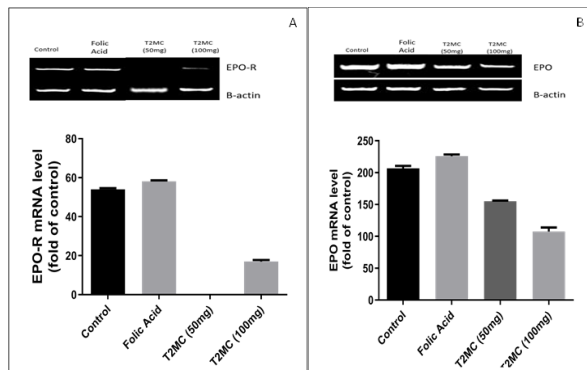 A
Control
Folic Acid
T2MC (50mg)
T2MC (100mg)
EPO-R
B-actin
80
60
40
20
0
EPO-R mRNA level
(fold of control)
Control
Folic Acid
T2MC (50mg)
T2MC (100mg)
B
Control
Folic Acid
T2MC (50mg)
T2MC (100mg)
EPO
B-actin
250
200
150
100
50
0
EPO mRNA level
(fold of control)
Control
Folic Acid
T2MC (50mg)
T2MC (100mg)